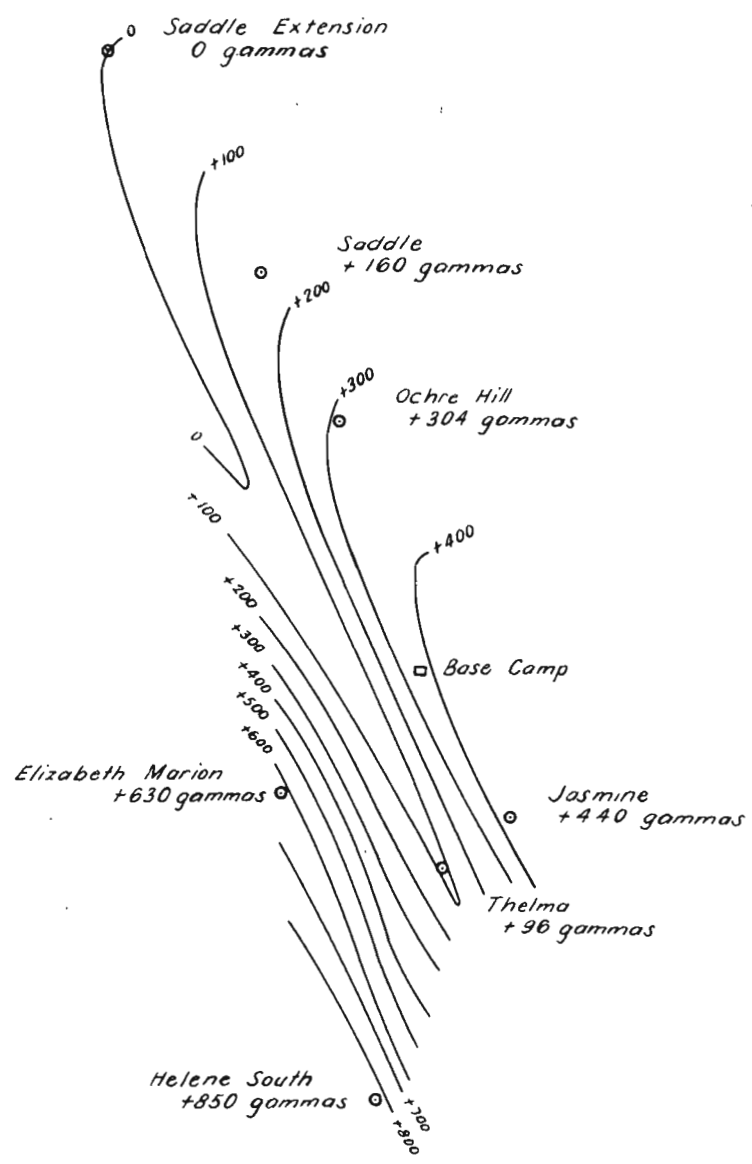 0
Saddle Extension
0 gammas
+100
Saddle
+ 160 gammas
+200
+300
Ochre Hill
+ 304 gammas
0
+100
+400
+200
+300
+400
Base Camp
+500
+600
Elizabeth Marion
+630 gammas
Jasmine
+ 440 gammas
Thelma
+ 96 gammas
Helene South
+850 gammas
+700
+800